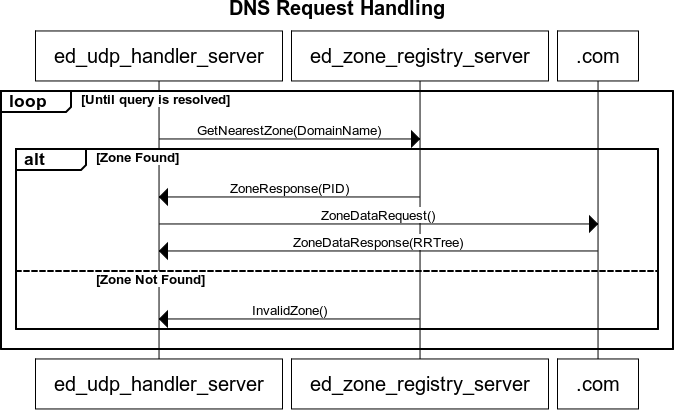 DNS Request Handling
ed_udp_handler_server
ed_zone_registry_server
.com
loop
[Until query is resolved]
GetNearestZone(DomainName)
alt
[Zone Found]
ZoneResponse(PID)
ZoneDataRequest()
ZoneDataResponse(RRTree)
[Zone Not Found]
InvalidZone()
ed_udp_handler_server
ed_zone_registry_server
.com